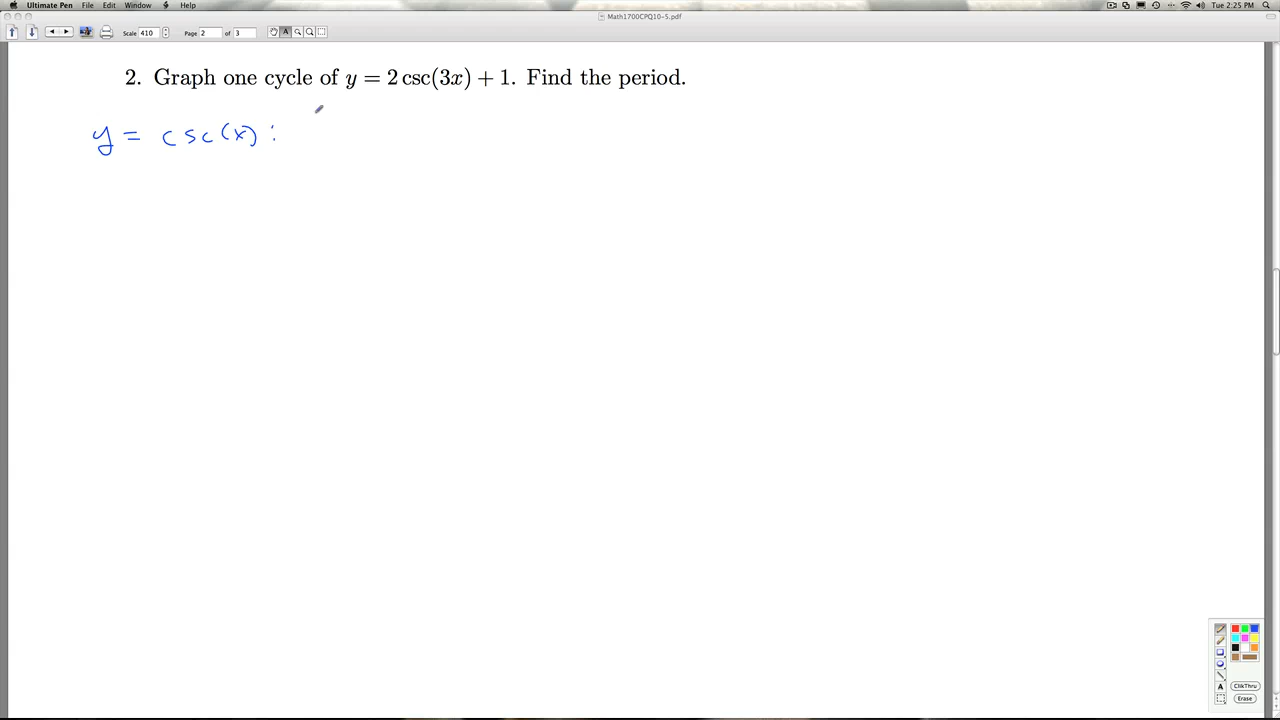 Ultimate Pen File Edit Window Help Tue 2:25 PM
Math1700CPQ10-5.pdf
Scale 410 Page 2 of 3 A
2. Graph one cycle of y = 2 csc(3x) + 1. Find the period.
y = csc(x) :
A ClikThru
Erase